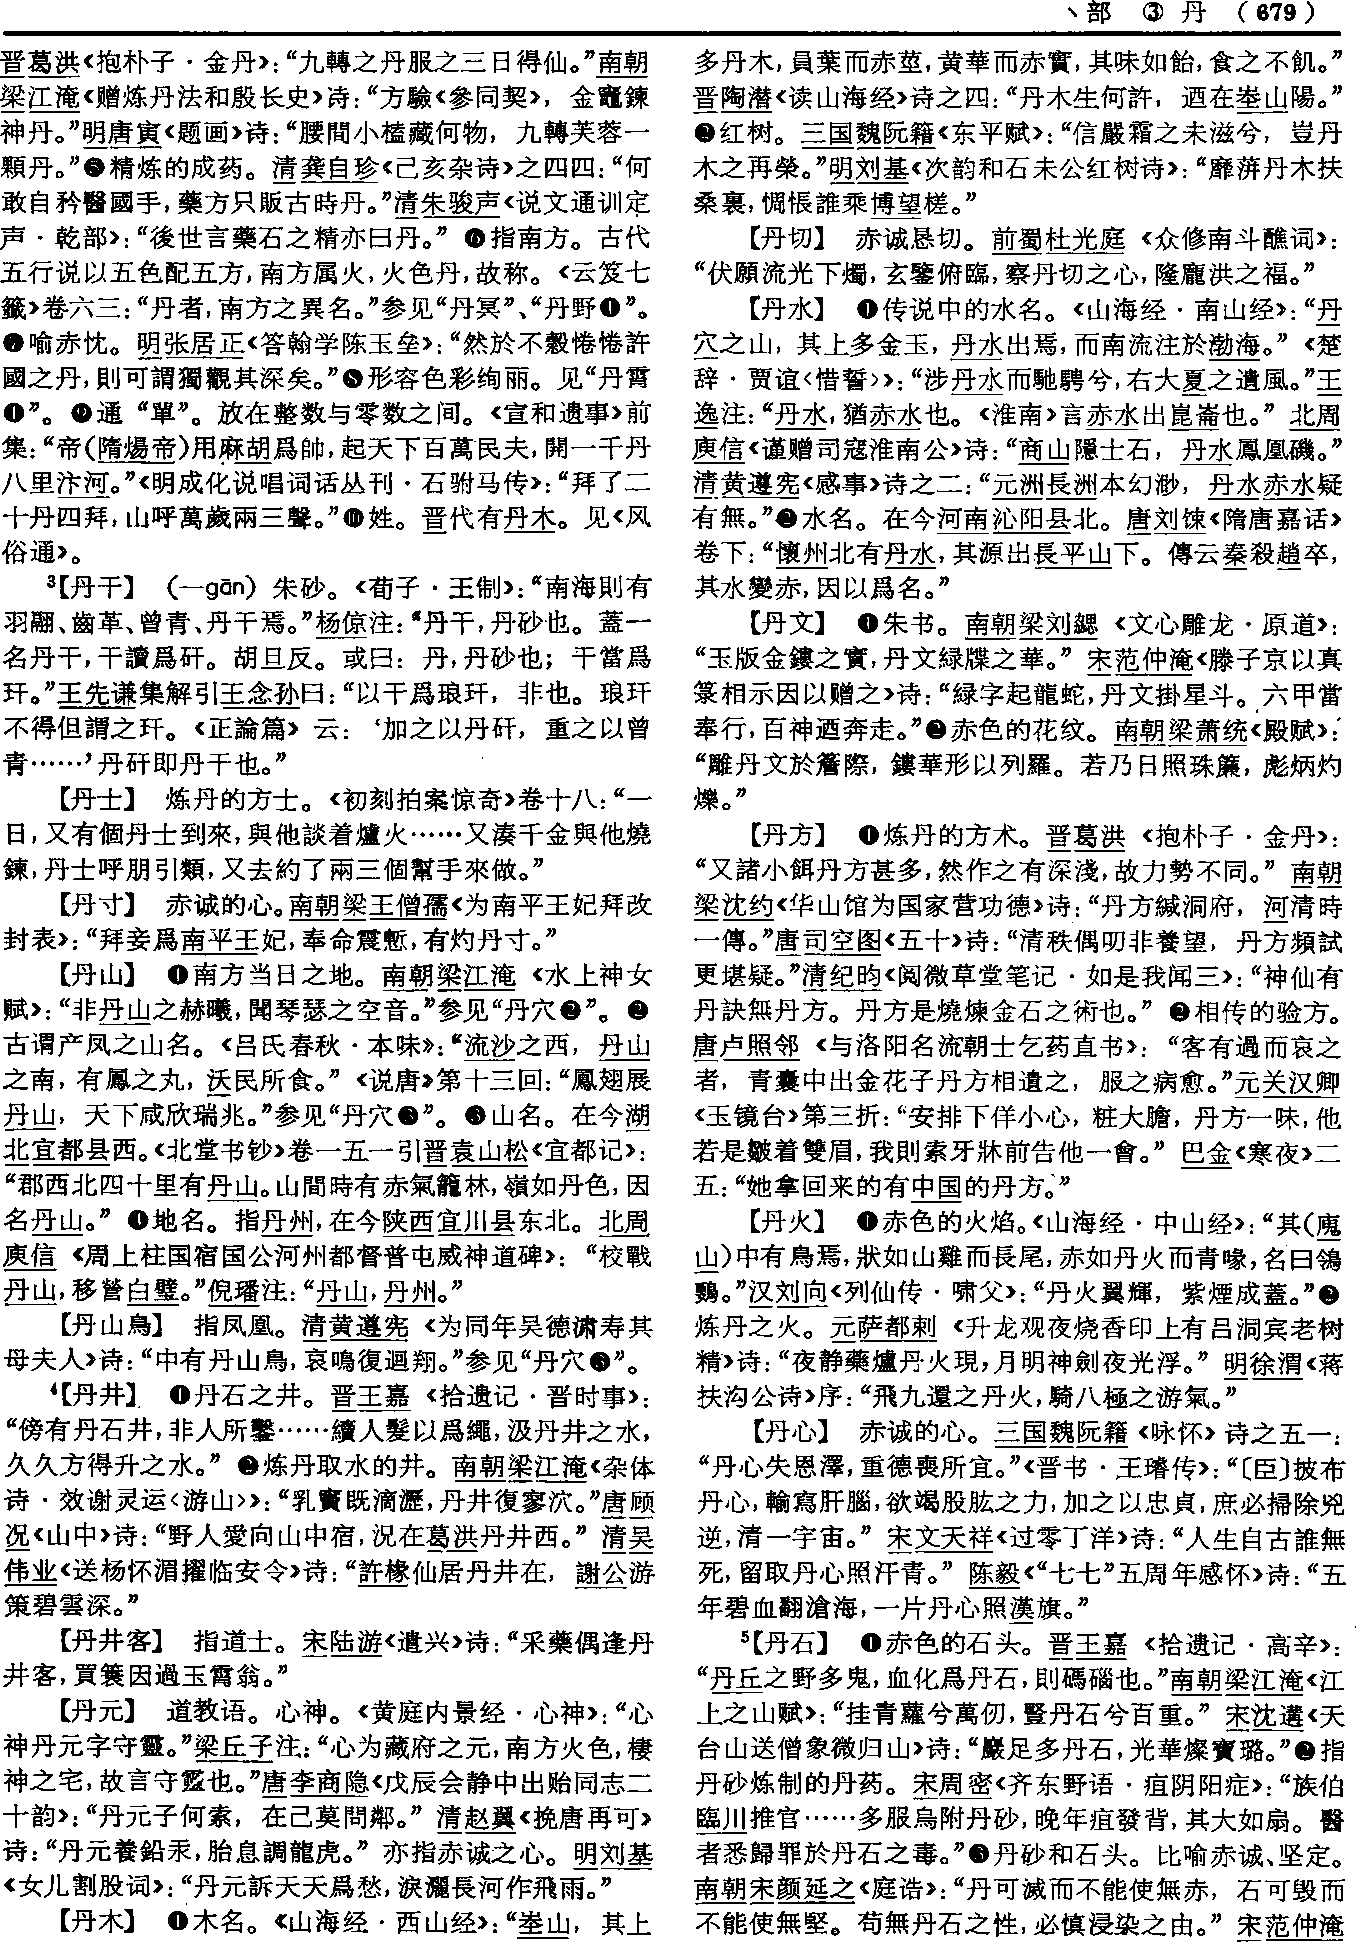 丶部 ③ 丹 （679）
晋葛洪《抱朴子·金丹》：“九轉之丹服之三日得仙。”南朝
梁江淹《赠炼丹法和殷长史》诗：“方驗《參同契》，金竈鍊
神丹。”明唐寅《题画》诗：“腰間小槛藏何物，九轉芙蓉一
顆丹。”❺精炼的成药。清龚自珍《己亥杂诗》之四四：“何
敢自矜醫國手，藥方只販古時丹。”清朱骏声《说文通训定
声·乾部》：“後世言藥石之精亦曰丹。”❻指南方。古代
五行说以五色配五方，南方属火，火色丹，故称。《云笈七
籤》卷六三：“丹者，南方之異名。”参见“丹冥”、“丹野❶”。
❼喻赤忱。明张居正《答翰学陈玉垒》：“然於不穀惓惓許
國之丹，則可謂獨觀其深矣。”❽形容色彩绚丽。见“丹霄
❶”。❾通“單”。放在整数与零数之间。《宣和遗事》前
集：“帝（隋煬帝）用麻胡爲帥，起天下百萬民夫，開一千丹
八里汴河。”《明成化说唱词话丛刊·石驸马传》：“拜了二
十丹四拜，山呼萬歲兩三聲。”❿姓。晋代有丹木。见《风
俗通》。
³【丹干】 （一gān）朱砂。《荀子·王制》：“南海則有
羽翮、齒革、曾青、丹干焉。”杨倞注：“丹干，丹砂也。蓋一
名丹干，干讀爲矸。胡旦反。或曰：丹，丹砂也；干當爲
玕。”王先谦集解引王念孙曰：“以干爲琅玕，非也。琅玕
不得但謂之玕。《正論篇》云：‘加之以丹矸，重之以曾
青……’丹矸即丹干也。”
【丹士】 炼丹的方士。《初刻拍案惊奇》卷十八：“一
日，又有個丹士到來，與他談着爐火……又湊千金與他燒
鍊，丹士呼朋引類，又去約了兩三個幫手來做。”
【丹寸】 赤诚的心。南朝梁王僧孺《为南平王妃拜改
封表》：“拜妾爲南平王妃，奉命震慙，有灼丹寸。”
【丹山】 ❶南方当日之地。南朝梁江淹《水上神女
赋》：“非丹山之赫曦，聞琴瑟之空音。”参见“丹穴❷”。❷
古谓产凤之山名。《吕氏春秋·本味》：“流沙之西，丹山
之南，有鳳之丸，沃民所食。”《说唐》第十三回：“鳳翅展
丹山，天下咸欣瑞兆。”参见“丹穴❸”。❸山名。在今湖
北宜都县西。《北堂书钞》卷一五一引晋袁山松《宜都记》：
“郡西北四十里有丹山。山間時有赤氣籠林，嶺如丹色，因
名丹山。”❹地名。指丹州，在今陕西宜川县东北。北周
庾信《周上柱国宿国公河州都督普屯威神道碑》：“校戰
丹山，移營白璧。”倪璠注：“丹山，丹州。”
【丹山鳥】 指凤凰。清黄遵宪《为同年吴德潚寿其
母夫人》诗：“中有丹山鳥，哀鳴復迴翔。”参见“丹穴❸”。
⁴【丹井】 ❶丹石之井。晋王嘉《拾遗记·晋时事》：
“傍有丹石井，非人所鑿……續人髮以爲繩，汲丹井之水，
久久方得升之水。”❷炼丹取水的井。南朝梁江淹《杂体
诗·效谢灵运〈游山〉》：“乳竇既滴瀝，丹井復寥泬。”唐顾
况《山中》诗：“野人愛向山中宿，況在葛洪丹井西。”清吴
伟业《送杨怀湄擢临安令》诗：“許椽仙居丹井在，謝公游
策碧雲深。”
【丹井客】 指道士。宋陆游《遣兴》诗：“采藥偶逢丹
井客，買簑因過玉霄翁。”
【丹元】 道教语。心神。《黄庭内景经·心神》：“心
神丹元字守靈。”梁丘子注：“心为藏府之元，南方火色，棲
神之宅，故言守靈也。”唐李商隐《戊辰会静中出贻同志二
十韵》：“丹元子何索，在己莫問鄰。”清赵翼《挽唐再可》
诗：“丹元養鉛汞，胎息調龍虎。”亦指赤诚之心。明刘基
《女儿割股词》：“丹元訴天天爲愁，淚灑長河作飛雨。”
【丹木】 ❶木名。《山海经·西山经》：“崟山，其上
多丹木，員葉而赤莖，黄華而赤實，其味如飴，食之不飢。”
晋陶潜《读山海经》诗之四：“丹木生何許，迺在崟山陽。”
❷红树。三国魏阮籍《东平赋》：“信嚴霜之未滋兮，豈丹
木之再榮。”明刘基《次韵和石末公红树诗》：“靡蓱丹木扶
桑裏，惆悵誰乘博望槎。”
【丹切】 赤诚恳切。前蜀杜光庭《众修南斗醮词》：
“伏願流光下燭，玄鑒俯臨，察丹切之心，隆寵洪之福。”
【丹水】 ❶传说中的水名。《山海经·南山经》：“丹
穴之山，其上多金玉，丹水出焉，而南流注於渤海。”《楚
辞·贾谊〈惜誓〉》：“涉丹水而馳騁兮，右大夏之遺風。”王
逸注：“丹水，猶赤水也。《淮南》言赤水出崑崙也。”北周
庾信《谨赠司寇淮南公》诗：“商山隱士石，丹水鳳凰磯。”
清黄遵宪《感事》诗之二：“元洲長洲本幻渺，丹水赤水疑
有無。”❷水名。在今河南沁阳县北。唐刘𫗧《隋唐嘉话》
卷下：“懷州北有丹水，其源出長平山下。傳云秦殺趙卒，
其水變赤，因以爲名。”
【丹文】 ❶朱书。南朝梁刘勰《文心雕龙·原道》：
“玉版金鏤之實，丹文緑牒之華。”宋范仲淹《滕子京以真
箓相示因以赠之》诗：“緑字起龍蛇，丹文掛星斗。六甲當
奉行，百神迺奔走。”❷赤色的花纹。南朝梁萧统《殿赋》：
“雕丹文於簷際，鏤華形以列羅。若乃日照珠簾，彪炳灼
爍。”
【丹方】 ❶炼丹的方术。晋葛洪《抱朴子·金丹》：
“又諸小餌丹方甚多，然作之有深淺，故力勢不同。”南朝
梁沈约《华山馆为国家营功德》诗：“丹方緘洞府，河清時
一傳。”唐司空图《五十》诗：“清秩偶叨非養望，丹方頻試
更堪疑。”清纪昀《阅微草堂笔记·如是我闻三》：“神仙有
丹訣無丹方。丹方是燒煉金石之術也。”❷相传的验方。
唐卢照邻《与洛阳名流朝士乞药直书》：“客有過而哀之
者，青囊中出金花子丹方相遺之，服之病愈。”元关汉卿
《玉镜台》第三折：“安排下佯小心，粧大膽，丹方一味，他
若是皺着雙眉，我則索牙牀前告他一會。”巴金《寒夜》二
五：“她拿回来的有中国的丹方。”
【丹火】 ❶赤色的火焰。《山海经·中山经》：“其（廆
山）中有鳥焉，狀如山雞而長尾，赤如丹火而青喙，名曰鴒
鷚。”汉刘向《列仙传·啸父》：“丹火翼輝，紫煙成蓋。”❷
炼丹之火。元萨都剌《升龙观夜烧香印上有吕洞宾老树
精》诗：“夜静藥爐丹火現，月明神劍夜光浮。”明徐渭《蒋
扶沟公诗》序：“飛九還之丹火，騎八極之游氣。”
【丹心】 赤诚的心。三国魏阮籍《咏怀》诗之五一：
“丹心失恩澤，重德喪所宜。”《晋书·王璿传》：“〔臣〕披布
丹心，輸寫肝腦，欲竭股肱之力，加之以忠貞，庶必掃除兇
逆，清一宇宙。”宋文天祥《过零丁洋》诗：“人生自古誰無
死，留取丹心照汗青。”陈毅《“七七”五周年感怀》诗：“五
年碧血翻滄海，一片丹心照漢旗。”
⁵【丹石】 ❶赤色的石头。晋王嘉《拾遗记·高辛》：
“丹丘之野多鬼，血化爲丹石，則碼碯也。”南朝梁江淹《江
上之山赋》：“挂青蘿兮萬仞，豎丹石兮百重。”宋沈遘《天
台山送僧象微归山》诗：“巖足多丹石，光華燦寶璐。”❷指
丹砂炼制的丹药。宋周密《齐东野语·疽阴阳症》：“族伯
臨川推官……多服烏附丹砂，晚年疽發背，其大如扇。醫
者悉歸罪於丹石之毒。”❸丹砂和石头。比喻赤诚、坚定。
南朝宋颜延之《庭诰》：“丹可滅而不能使無赤，石可毁而
不能使無堅。苟無丹石之性，必慎浸染之由。”宋范仲淹